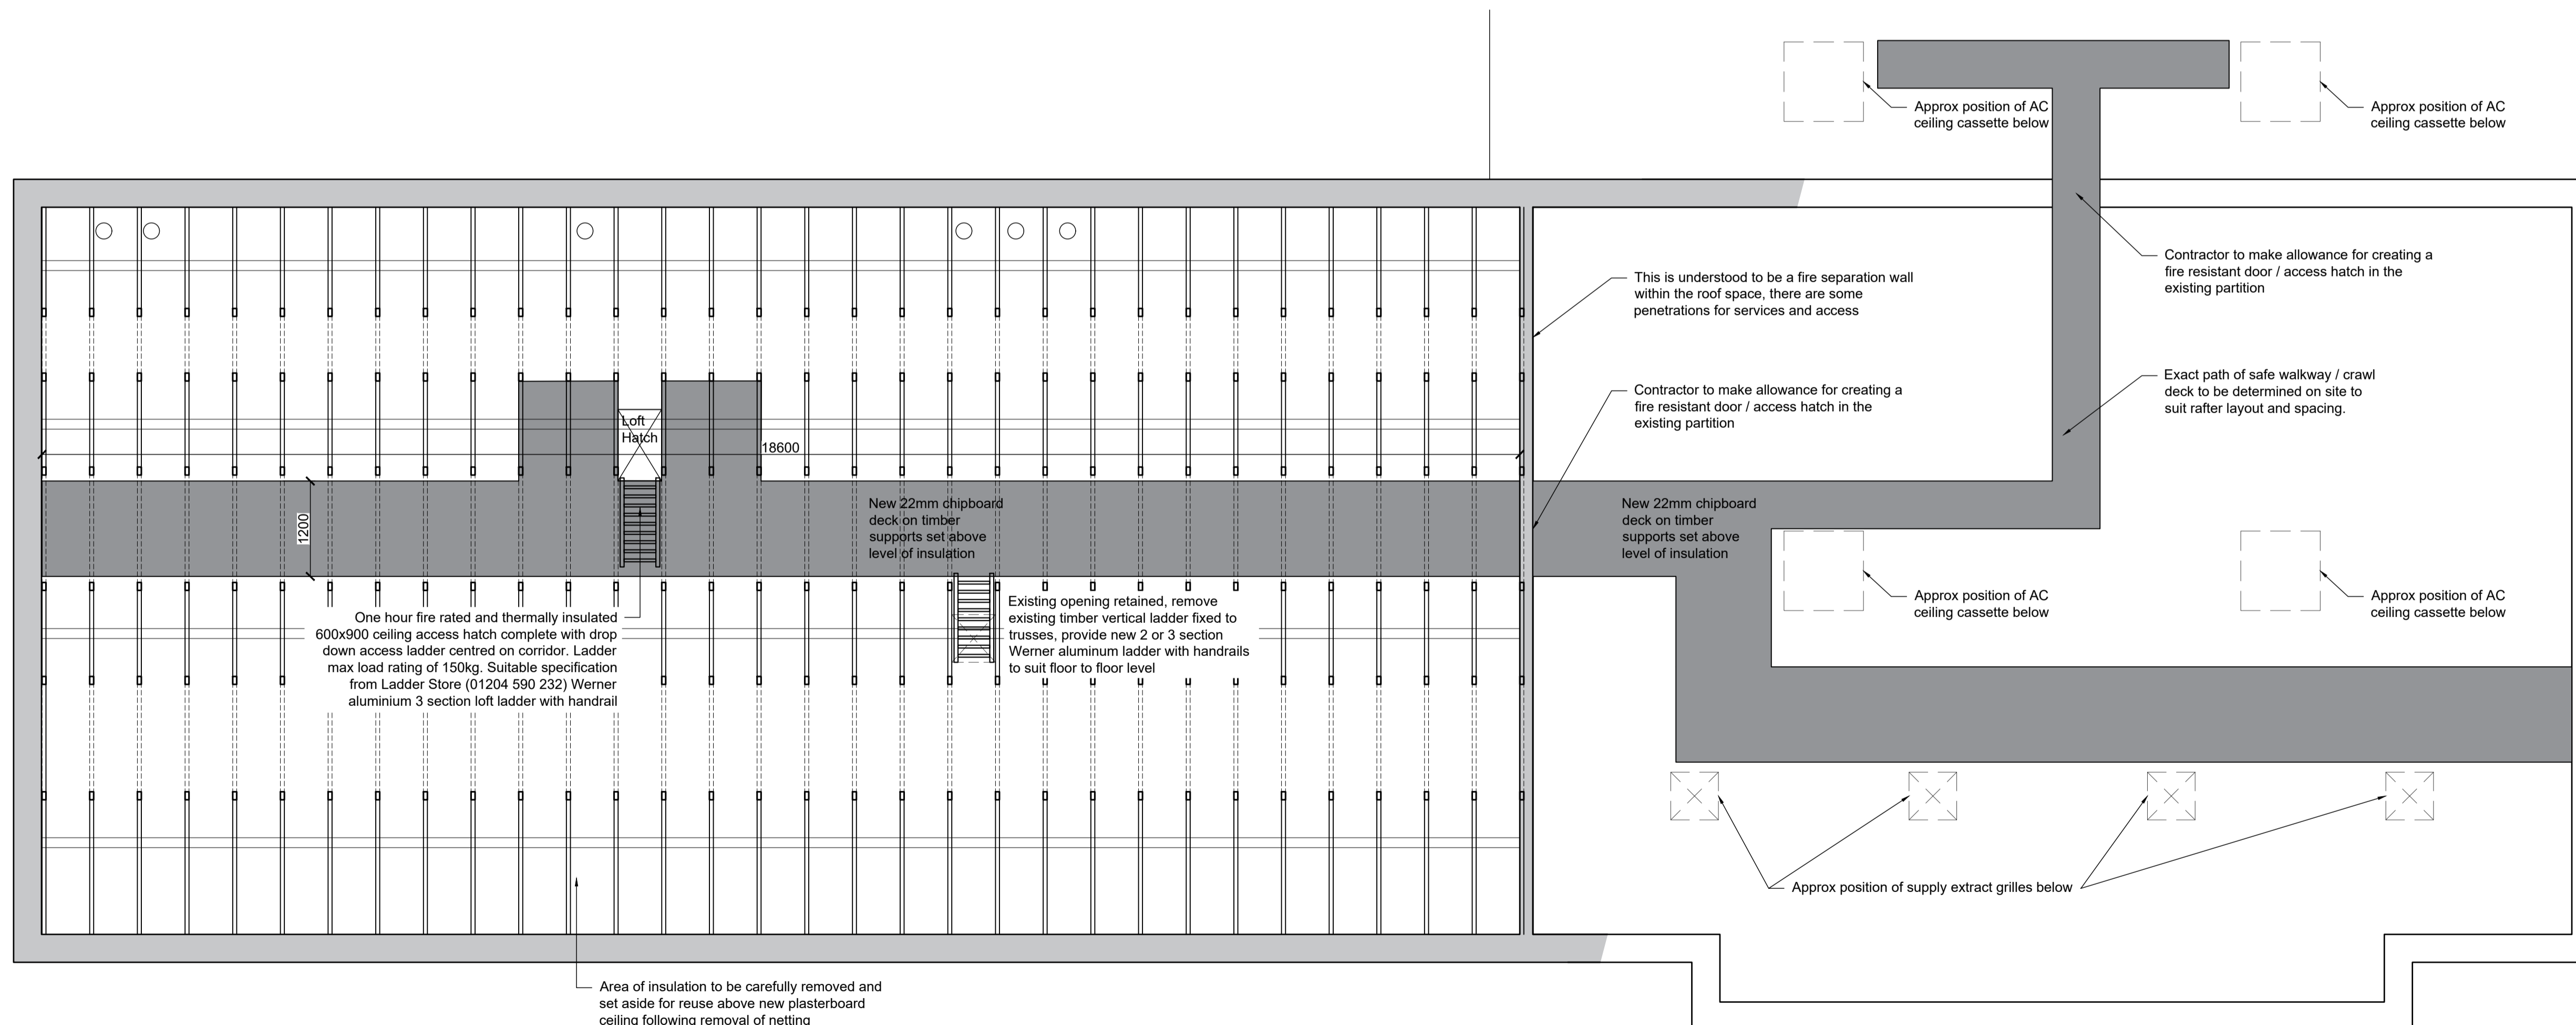 Approx position of AC
ceiling cassette below
Approx position of AC
ceiling cassette below
Contractor to make allowance for creating a
fire resistant door / access hatch in the
existing partition
This is understood to be a fire separation wall
within the roof space, there are some
penetrations for services and access
Exact path of safe walkway / crawl
deck to be determined on site to
suit rafter layout and spacing.
Contractor to make allowance for creating a
fire resistant door / access hatch in the
existing partition
Loft
Hatch
18600
1200
New 22mm chipboard
deck on timber
supports set above
level of insulation
New 22mm chipboard
deck on timber
supports set above
level of insulation
One hour fire rated and thermally insulated
600x900 ceiling access hatch complete with drop
down access ladder centred on corridor. Ladder
max load rating of 150kg. Suitable specification
from Ladder Store (01204 590 232) Werner
aluminium 3 section loft ladder with handrail
Existing opening retained, remove
existing timber vertical ladder fixed to
trusses, provide new 2 or 3 section
Werner aluminum ladder with handrails
to suit floor to floor level
Approx position of AC
ceiling cassette below
Approx position of AC
ceiling cassette below
Approx position of supply extract grilles below
Area of insulation to be carefully removed and
set aside for reuse above new plasterboard
ceiling following removal of netting